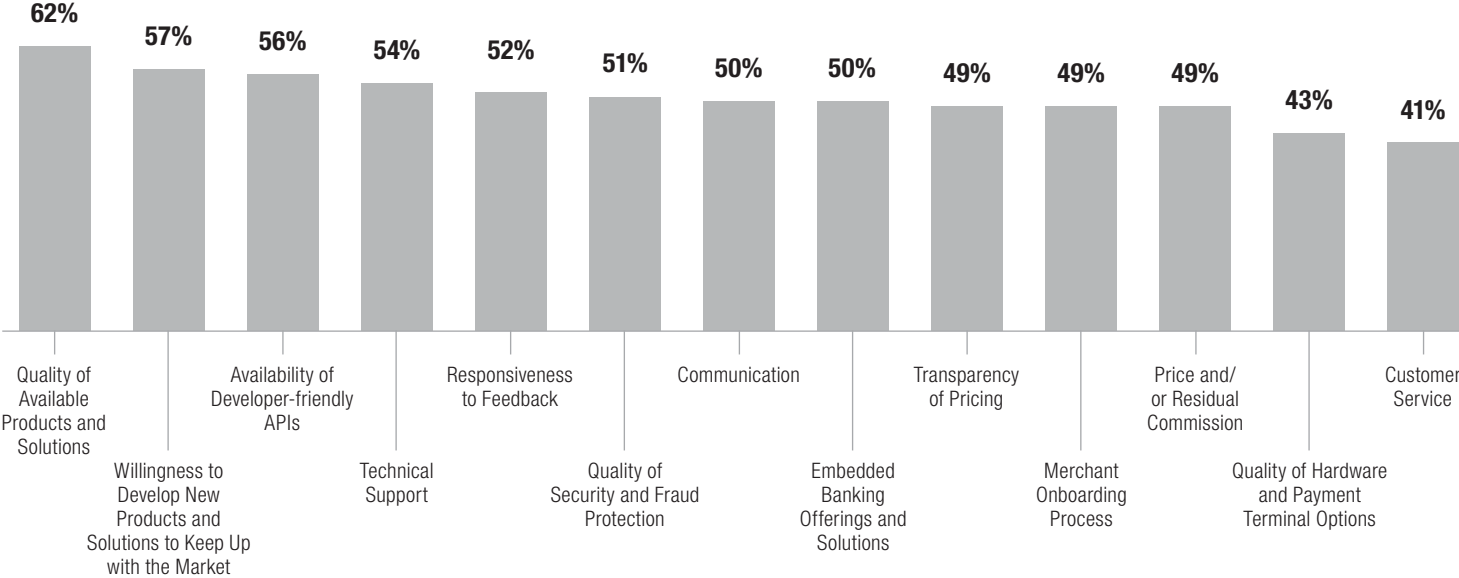 62%
57%
56%
54%
52%
51%
50%
50%
49%
49%
49%
43%
41%
Quality of
Available
Products and
Solutions
Willingness to
Develop New
Products and
Solutions to Keep Up
with the Market
Availability of
Developer-friendly
APIs
Technical
Support
Responsiveness
to Feedback
Quality of
Security and Fraud
Protection
Communication
Embedded
Banking
Offerings and
Solutions
Transparency
of Pricing
Merchant
Onboarding
Process
Price and/
or Residual
Commission
Quality of Hardware
and Payment
Terminal Options
Customer
Service